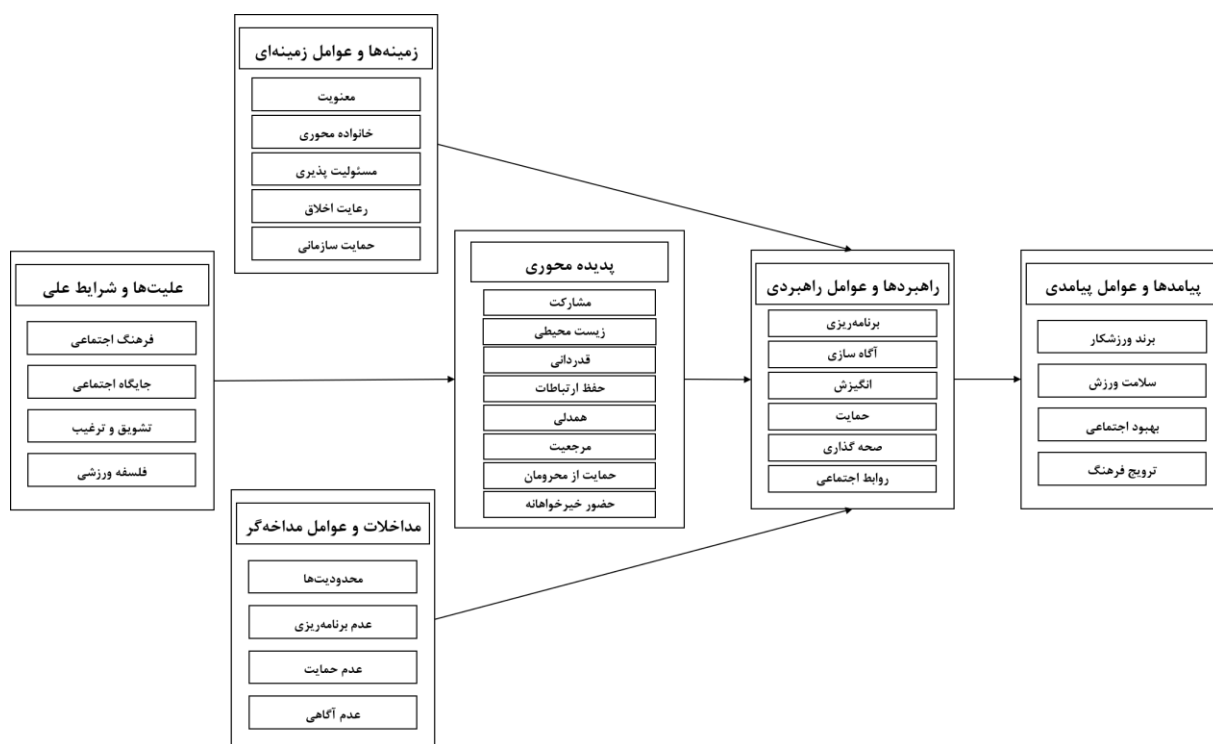 زمینه‌ها و عوامل زمینه‌ای
معنویت
خانواده محوری
مسئولیت پذیری
رعایت اخلاق
حمایت سازمانی
علیت‌ها و شرایط علی
فرهنگ اجتماعی
جایگاه اجتماعی
تشویق و ترغیب
فلسفه ورزشی
پدیده محوری
مشارکت
زیست محیطی
قدردانی
حفظ ارتباطات
همدلی
مرجعیت
حمایت از محرومان
حضور خیرخواهانه
مداخلات و عوامل مداخه‌گر
محدودیت‌ها
عدم برنامه‌ریزی
عدم حمایت
عدم آگاهی
راهبردها و عوامل راهبردی
برنامه‌ریزی
آگاه سازی
انگیزش
حمایت
صحه گذاری
روابط اجتماعی
پیامدها و عوامل پیامدی
برند ورزشکار
سلامت ورزش
بهبود اجتماعی
ترویج فرهنگ